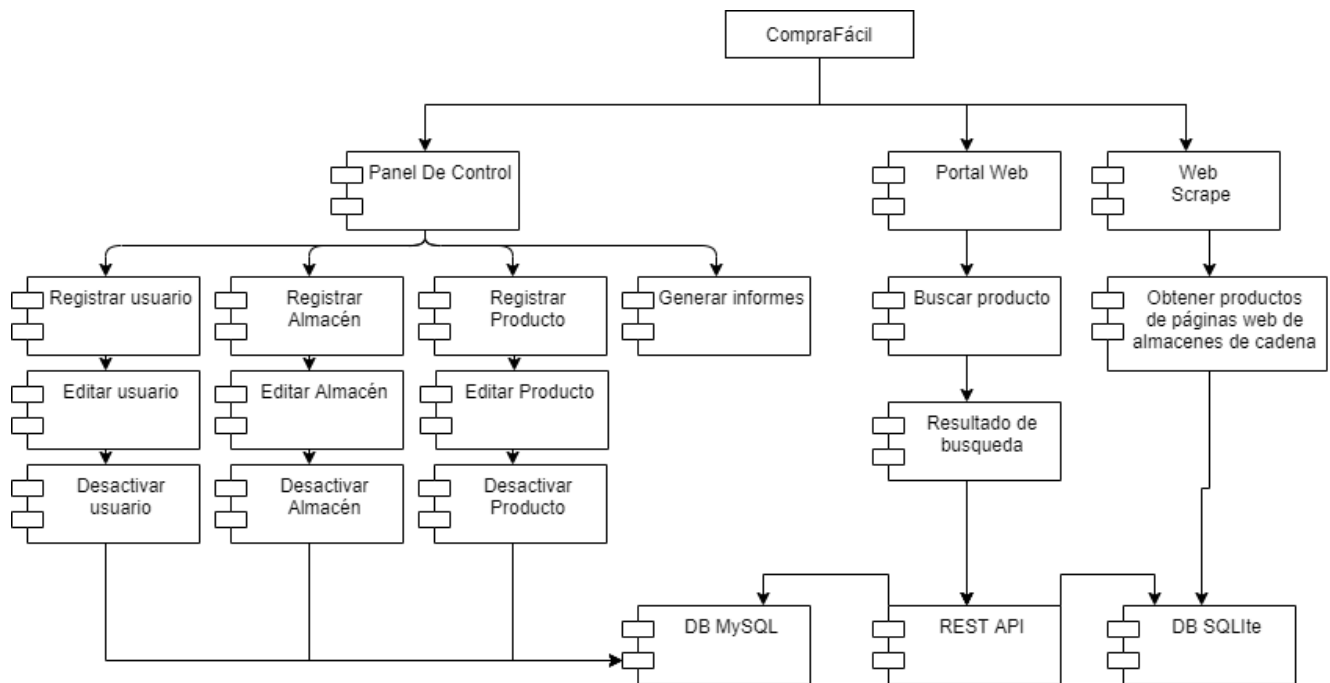 CompraFácil
Panel De Control
Portal Web
Web
Scrape
Registrar usuario
Registrar
Almacén
Registrar
Producto
Generar informes
Buscar producto
Obtener productos
de páginas web de
almacenes de cadena
Editar usuario
Editar Almacén
Editar Producto
Resultado de
busqueda
Desactivar
usuario
Desactivar
Almacén
Desactivar
Producto
DB MySQL
REST API
DB SQLIte